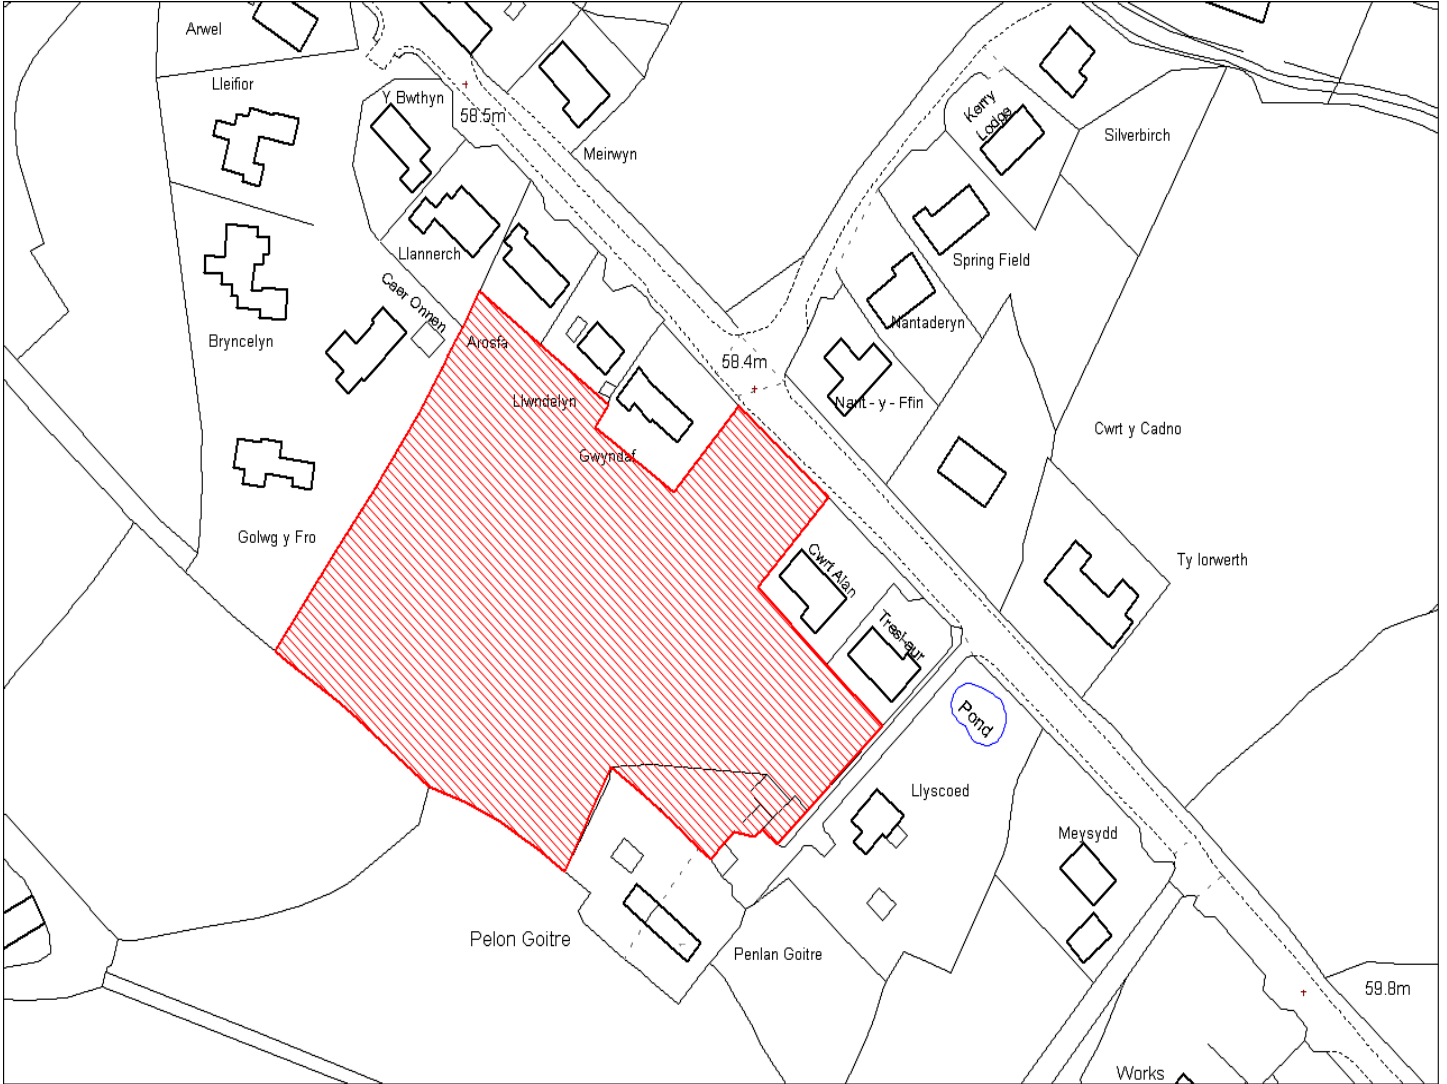 Arwel
Lleifior
Y Bwthyn
58.5m
Meirwyn
Kerry
Lodge
Silverbirch
Llannerch
Spring Field
Caer Onnen
Bryncelyn
Arosfa
Nantaderyn
58.4m
Llwndelyn
Nant - y - Ffin
Cwrt y Cadno
Gwyndaf
Golwg y Fro
Cwrt Alan
Ty Iorwerth
Treslaur
Pond
Llyscoed
Meysydd
Pelon Goitre
Penlan Goitre
59.8m
Works